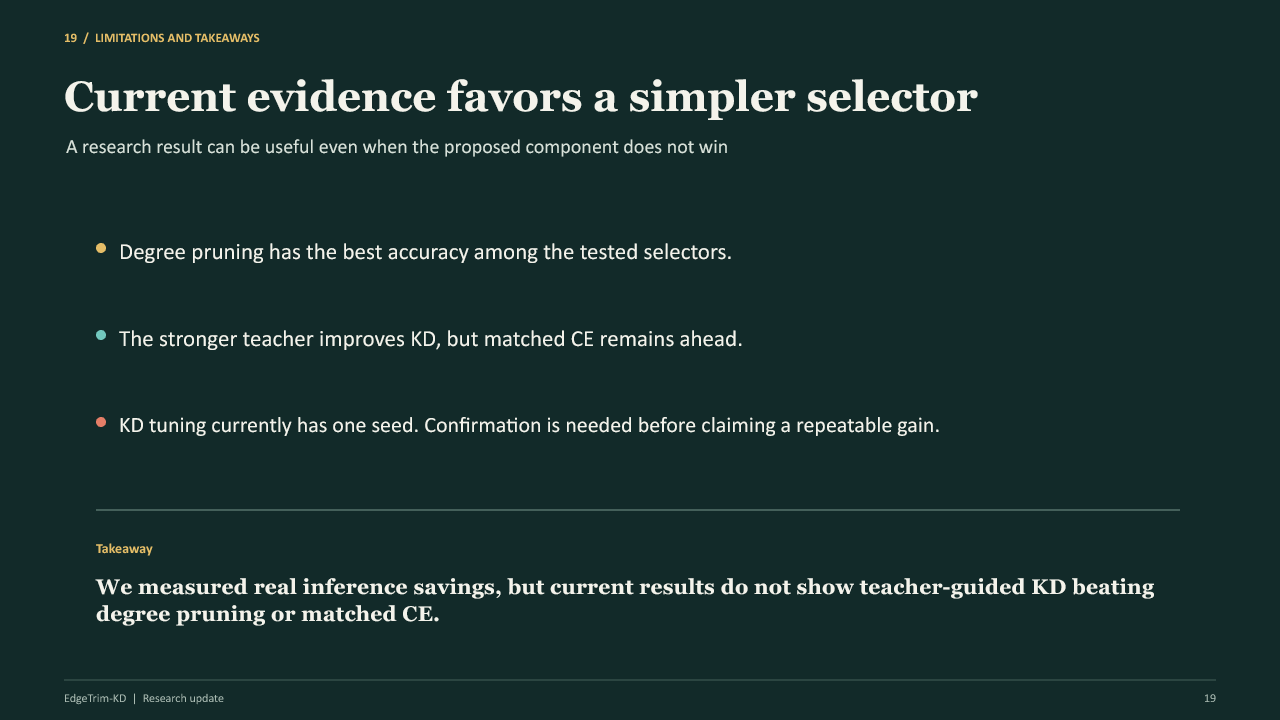 19 / LIMITATIONS AND TAKEAWAYS
Current evidence favors a simpler selector
A research result can be useful even when the proposed component does not win
Degree pruning has the best accuracy among the tested selectors.
The stronger teacher improves KD, but matched CE remains ahead.
KD tuning currently has one seed. Confirmation is needed before claiming a repeatable gain.
Takeaway
We measured real inference savings, but current results do not show teacher-guided KD beating
degree pruning or matched CE.
EdgeTrim-KD | Research update
19